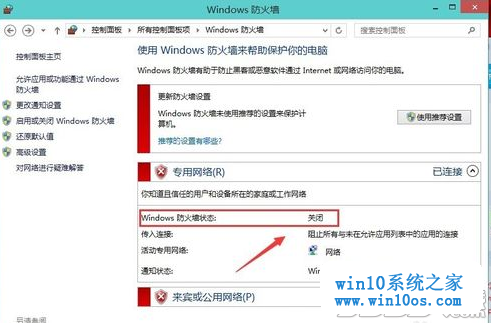 Windows 防火墙
控制面板 › 所有控制面板项 › Windows 防火墙
搜索控制面板
控制面板主页
允许应用或功能通过 Windows
防火墙
更改通知设置
启用或关闭 Windows 防火墙
还原默认值
高级设置
对网络进行疑难解答
另请参阅
使用 Windows 防火墙来帮助保护你的电脑
Windows 防火墙有助于防止黑客或恶意软件通过 Internet 或网络访问你的电脑。
更新防火墙设置
Windows 防火墙未使用推荐的设置来保护计
算机。
使用推荐设置
推荐的设置有哪些?
专用网络(R)
已连接
你知道且信任的用户和设备所在的家庭或工作网络
Windows 防火墙状态:
关闭
传入连接:
阻止所有与未在允许应用列表中的应用的连接
活动专用网络:
网络
通知状态:
Win
来宾或公用网络(P)
win10系统之家
www.win10os.com